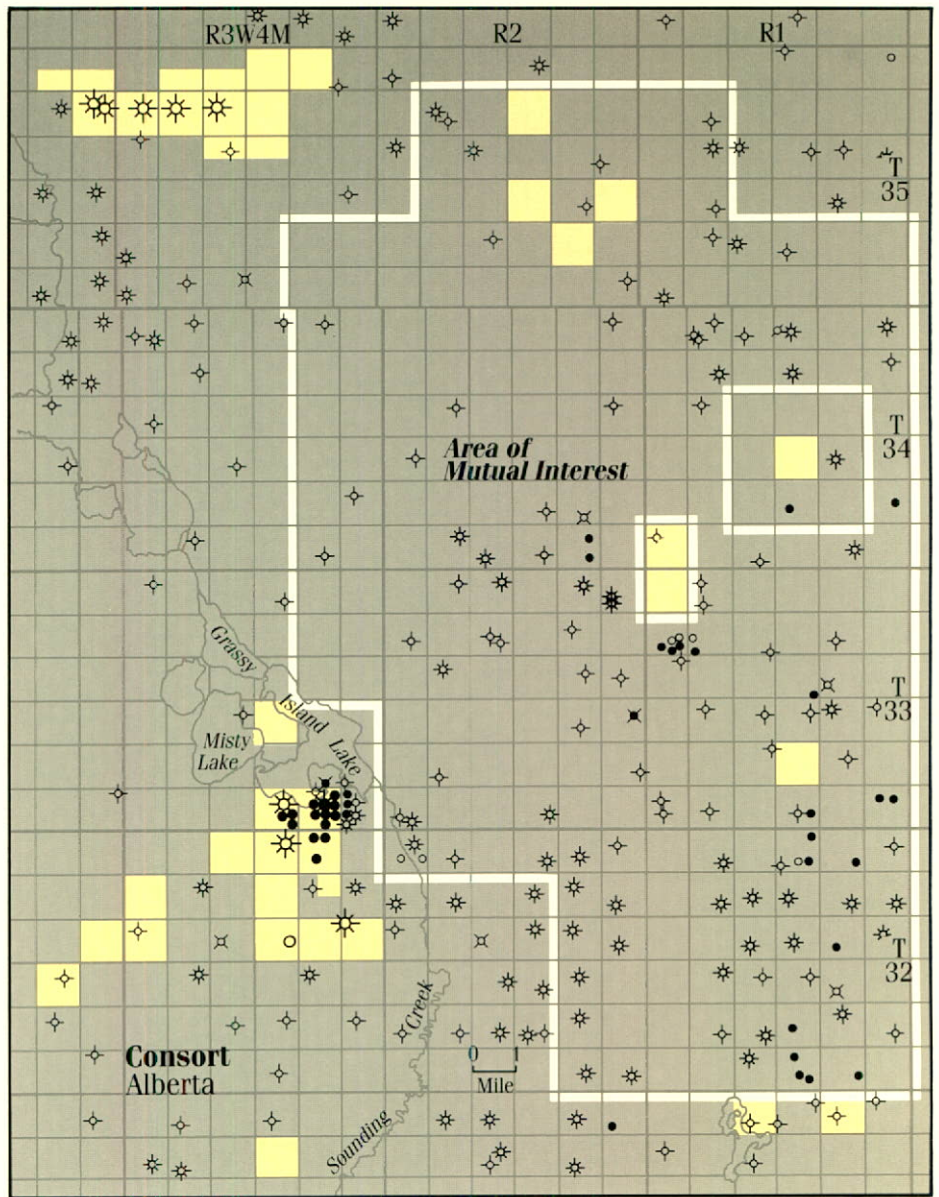 R3W4M
R2
R1
T
35
Area of
Mutual Interest
T
34
Grassy
Island
Lake
Misty
Lake
T
33
T
32
Creek
Consort
Alberta
0 1
Mile
Sounding